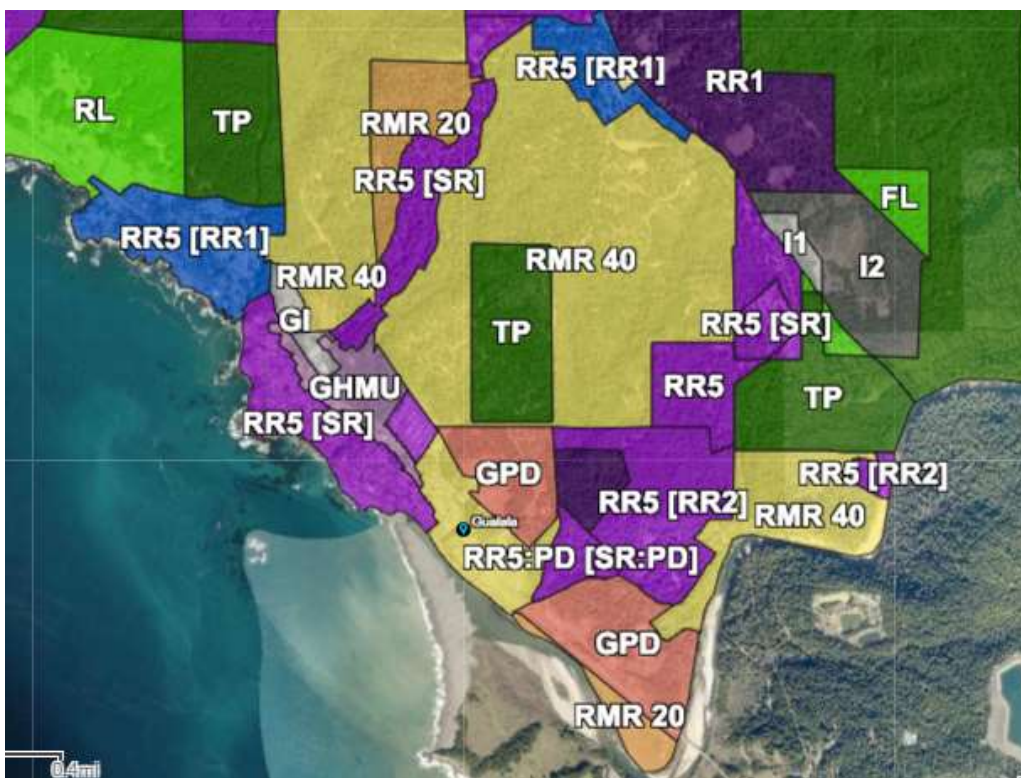 RR5 [RR1]
RR1
RL
TP
RMR 20
RR5 [SR]
FL
RR5 [RR1]
I1
I2
RMR 40
RMR 40
GI
TP
RR5 [SR]
GHMU
RR5
TP
RR5 [SR]
GPD
RR5 [RR2]
RR5 [RR2]
RMR 40
Gualala
RR5:PD [SR:PD]
GPD
RMR 20
0.4mi